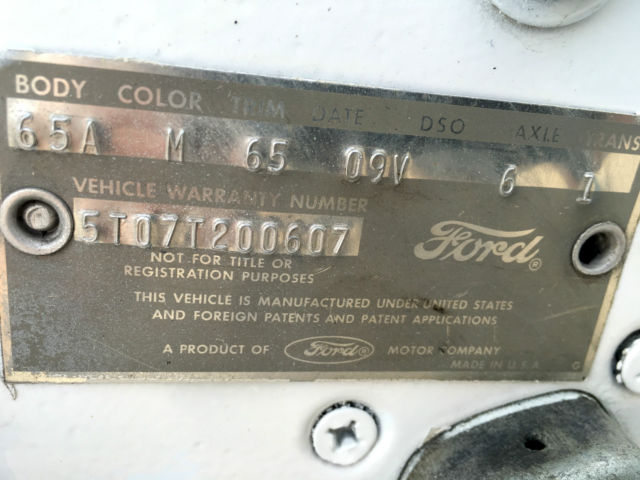 BODY COLOR TRIM DATE DSO AXLE TRANS
65A M 65 09V 6 1
VEHICLE WARRANTY NUMBER
5T07T200607
Ford®
NOT FOR TITLE OR
REGISTRATION PURPOSES
THIS VEHICLE IS MANUFACTURED UNDER UNITED STATES
AND FOREIGN PATENTS AND PATENT APPLICATIONS
A PRODUCT OF Ford® MOTOR COMPANY
MADE IN U.S.A. G